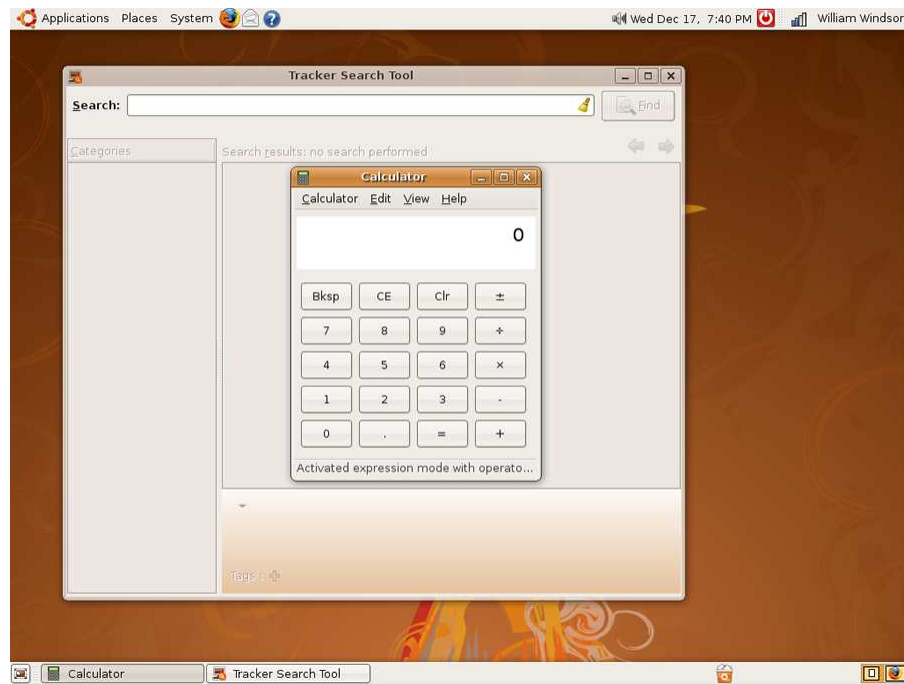 Applications Places System Wed Dec 17, 7:40 PM William Windsor
Tracker Search Tool
Search: Find
Categories
Search results: no search performed
Calculator
Calculator Edit View Help
0
Bksp CE Clr ±
7 8 9 ÷
4 5 6 ×
1 2 3 -
0 . = +
Activated expression mode with operato...
Tags :
Calculator Tracker Search Tool